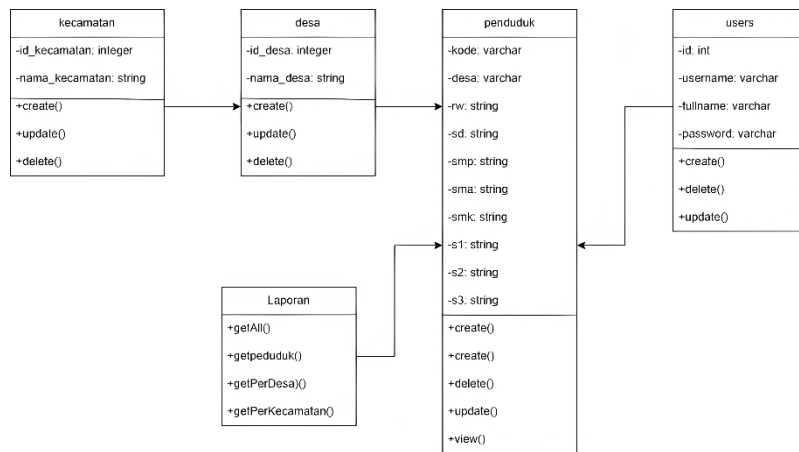 kecamatan
-id_kecamatan: integer
-nama_kecamatan: string
+create()
+update()
+delete()
desa
-id_desa: integer
-nama_desa: string
+create()
+update()
+delete()
penduduk
-kode: varchar
-desa: varchar
-rw: string
-sd: string
-smp: string
-sma: string
-smk: string
-s1: string
-s2: string
-s3: string
+create()
+create()
+delete()
+update()
+view()
users
-id: int
-username: varchar
-fullname: varchar
-password: varchar
+create()
+delete()
+update()
Laporan
+getAll()
+getpeduduk()
+getPerDesa)()
+getPerKecamatan()